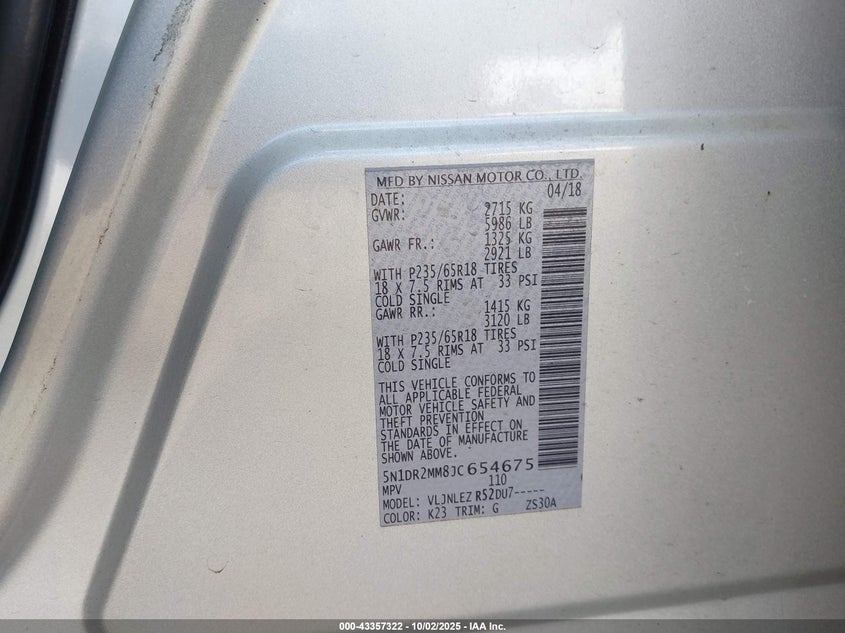 MFD BY NISSAN MOTOR CO., LTD.
DATE: 04/18
GVWR: 2715 KG
5986 LB
GAWR FR.: 1325 KG
2921 LB
WITH P235/65R18 TIRES
18 X 7.5 RIMS AT 33 PSI
COLD SINGLE
GAWR RR.: 1415 KG
3120 LB
WITH P235/65R18 TIRES
18 X 7.5 RIMS AT 33 PSI
COLD SINGLE
THIS VEHICLE CONFORMS TO
ALL APPLICABLE FEDERAL
MOTOR VEHICLE SAFETY AND
THEFT PREVENTION
STANDARDS IN EFFECT ON
THE DATE OF MANUFACTURE
SHOWN ABOVE.
5N1DR2MM8JC654675
MPV 110
MODEL: VLJNLEZ RS2DU7-----
COLOR: K23 TRIM: G ZS30A
000-43357322 - 10/02/2025 - IAA Inc.